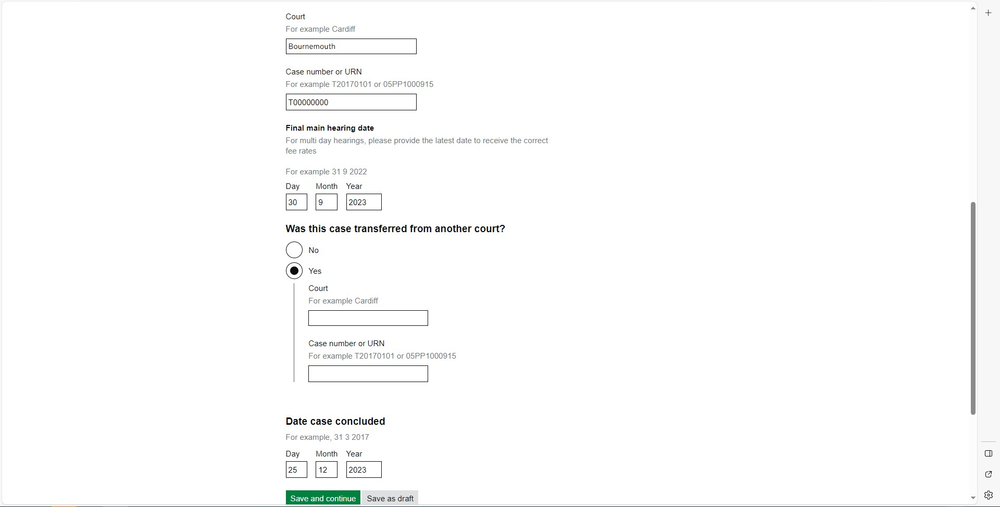 Court
For example Cardiff
Bournemouth
Case number or URN
For example T20170101 or 05PP1000915
T00000000
Final main hearing date
For multi day hearings, please provide the latest date to receive the correct
fee rates
For example 31 9 2022
Day Month Year
30 9 2023
Was this case transferred from another court?
No
Yes
Court
For example Cardiff
Case number or URN
For example T20170101 or 05PP1000915
Date case concluded
For example, 31 3 2017
Day Month Year
25 12 2023
Save and continue Save as draft